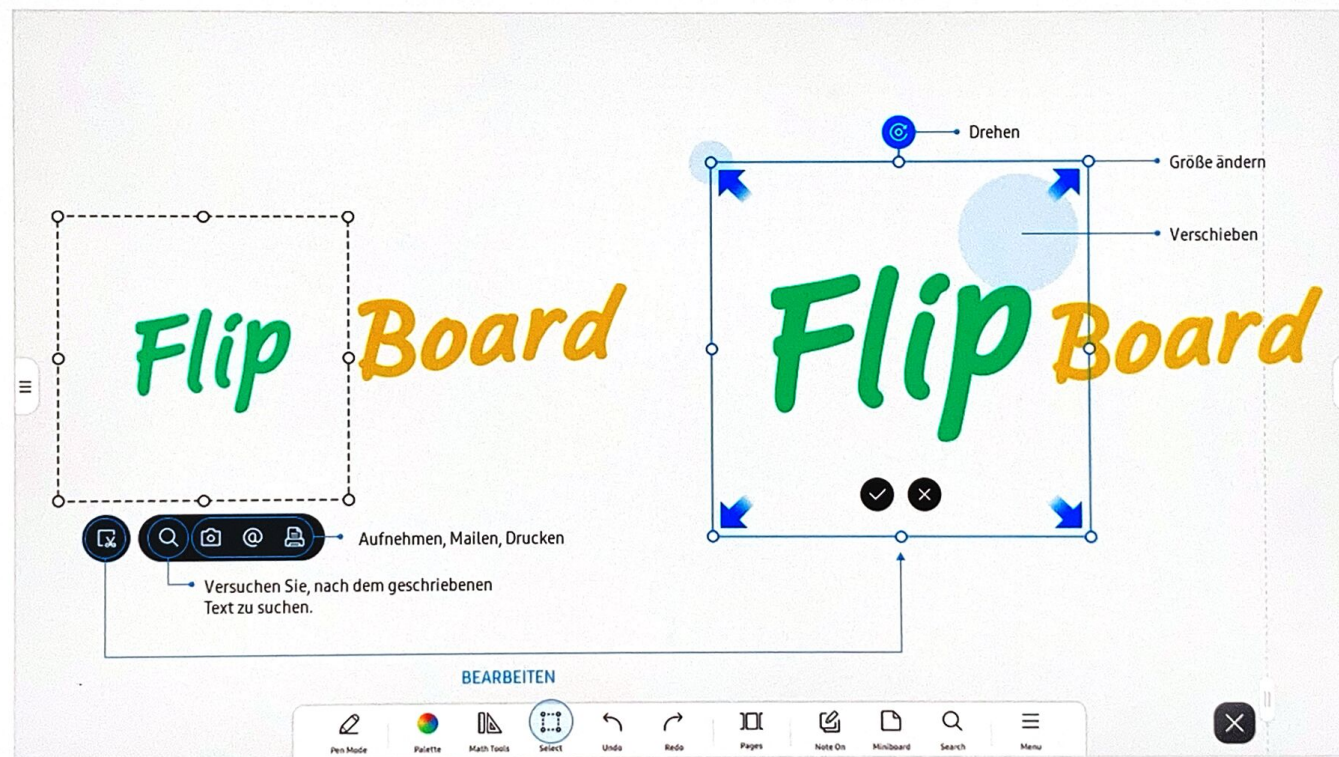 Drehen
Größe ändern
Verschieben
Flip Board
Flip Board
Aufnehmen, Mailen, Drucken
Versuchen Sie, nach dem geschriebenen
Text zu suchen.
BEARBEITEN
Pen Mode
Palette
Math Tools
Select
Undo
Redo
Pages
Note On
Miniboard
Search
Menu